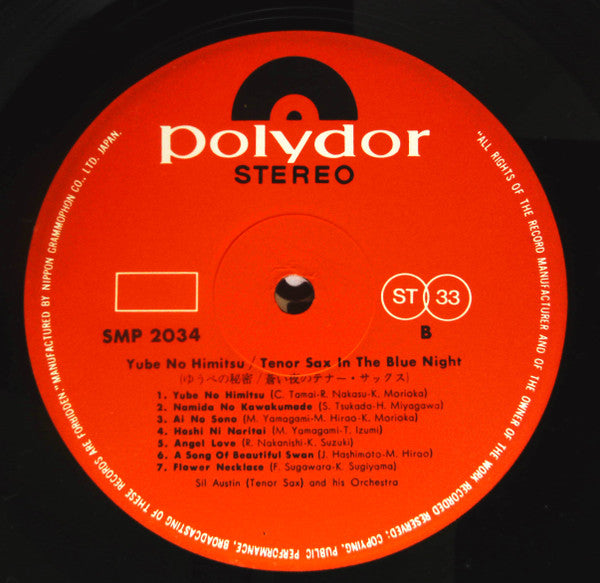 polydor
STEREO
ST 33
SMP 2034
B
Yube No Himitsu / Tenor Sax In The Blue Night
(ゆうべの秘密/蒼い夜のテナー・サックス)
1. Yube No Himitsu (C. Tamai-R. Nakasu-K. Morioka)
2. Namida No Kawakumade (S. Tsukada-H. Miyagawa)
3. Ai No Sono (M. Yamagami-M. Hirao-K. Morioka)
4. Hoshi Ni Naritai (M. Yamagami-T. Izumi)
5. Angel Love (R. Nakanishi-K. Suzuki)
6. A Song Of Beautiful Swan (J. Hashimoto-M. Hirao)
7. Flower Necklace (F. Sugawara-K. Sugiyama)
Sil Austin (Tenor Sax) and his Orchestra
"ALL RIGHTS OF THE RECORD MANUFACTURER AND OF THE OWNER OF THE WORK RECORDED RESERVED; COPYING, PUBLIC PERFORMANCE, BROADCASTING OF THESE RECORDS ARE FORBIDDEN." MANUFACTURED BY NIPPON GRAMMOPHON CO., LTD. JAPAN.